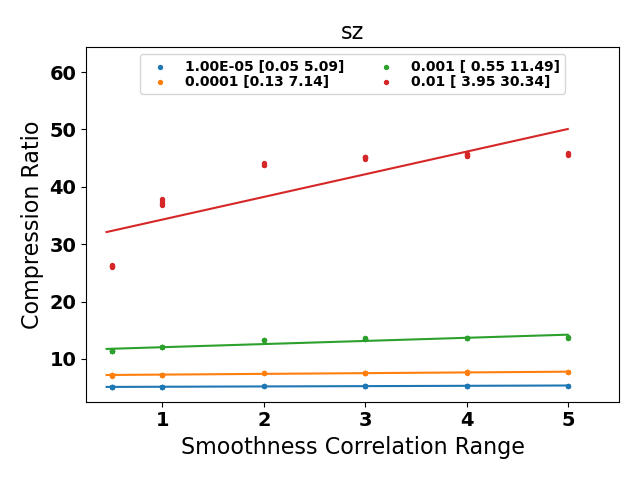 sz
1.00E-05 [0.05 5.09]
0.0001 [0.13 7.14]
0.001 [ 0.55 11.49]
0.01 [ 3.95 30.34]
Compression Ratio
60
50
40
30
20
10
1 2 3 4 5
Smoothness Correlation Range